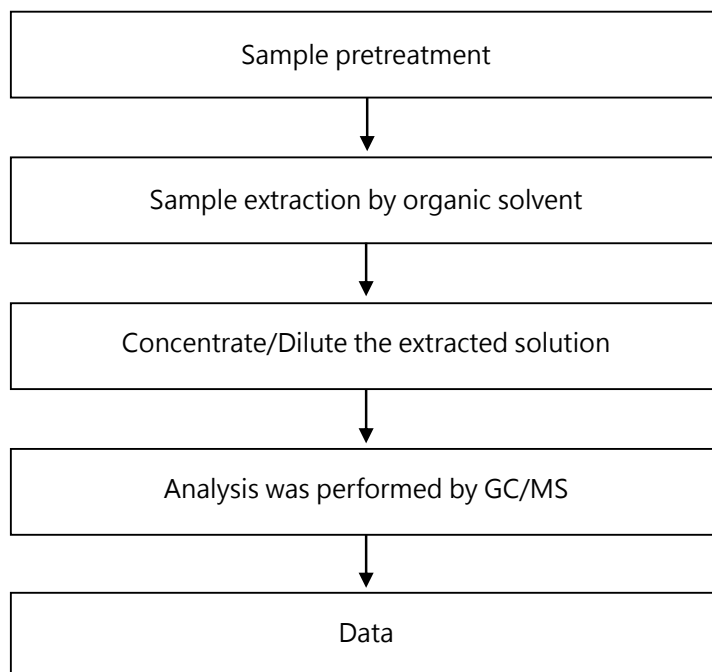 Sample pretreatment
Sample extraction by organic solvent
Concentrate/Dilute the extracted solution
Analysis was performed by GC/MS
Data